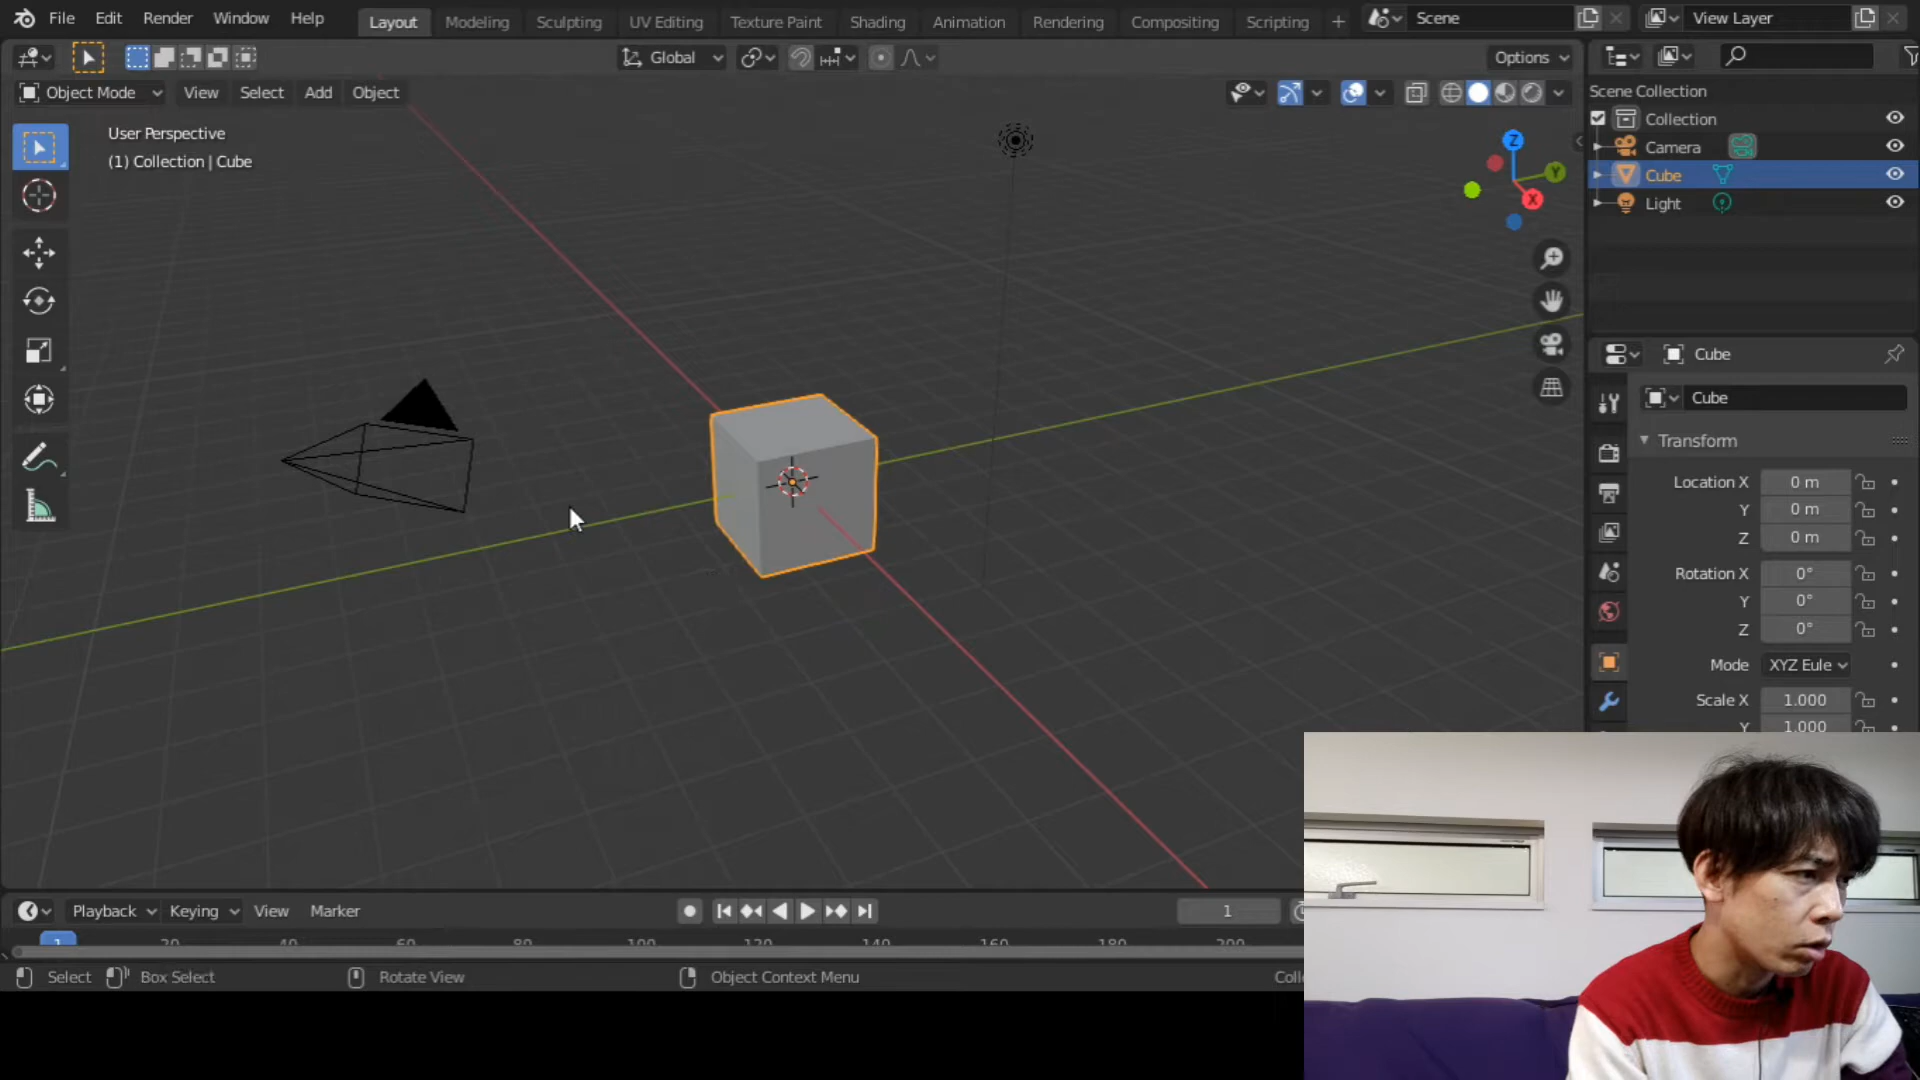 File Edit Render Window Help Layout Modeling Sculpting UV Editing Texture Paint Shading Animation Rendering Compositing Scripting + Scene View Layer
Global Options
Object Mode View Select Add Object
User Perspective
(1) Collection | Cube
Z
Y
X
Scene Collection
Collection
Camera
Cube
Light
Cube
Cube
Transform
Location X 0 m
Y 0 m
Z 0 m
Rotation X 0°
Y 0°
Z 0°
Mode XYZ Eule
Scale X 1.000
Y 1.000
Playback Keying View Marker 1
1 20 40 60 80 100 120 140 160 180 200
Select Box Select Rotate View Object Context Menu Colle